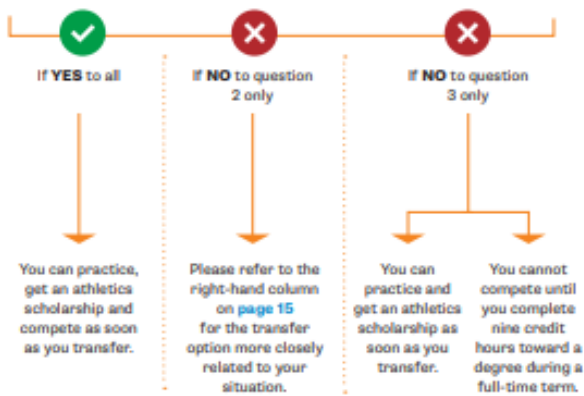 If YES to all
If NO to question
2 only
If NO to question
3 only
You can practice,
get an athletics
scholarship and
compete as soon
as you transfer.
Please refer to the
right-hand column
on page 15
for the transfer
option more closely
related to your
situation.
You can
practice and
get an athletics
scholarship as
soon as you
transfer.
You cannot
compete until
you complete
nine credit
hours toward a
degree during a
full-time term.